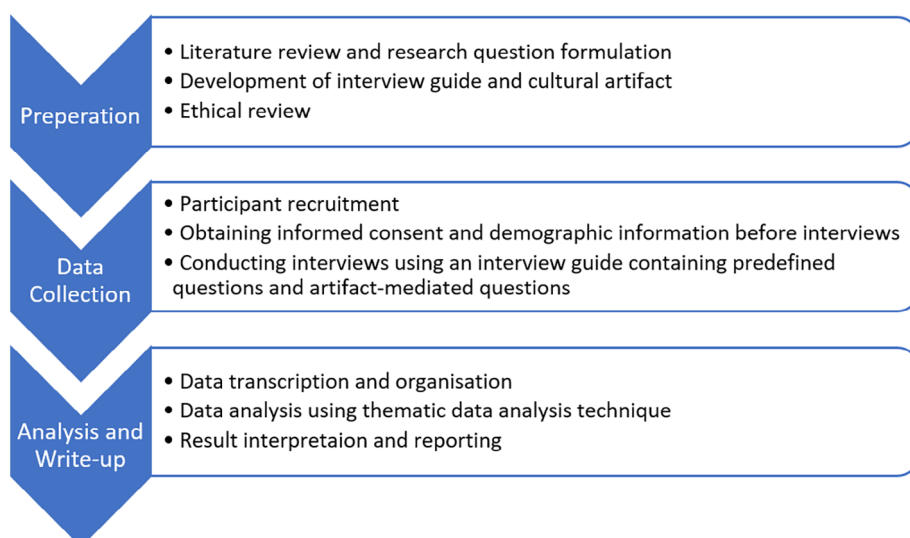 Preperation
• Literature review and research question formulation
• Development of interview guide and cultural artifact
• Ethical review
Data
Collection
• Participant recruitment
• Obtaining informed consent and demographic information before interviews
• Conducting interviews using an interview guide containing predefined
questions and artifact-mediated questions
Analysis and
Write-up
• Data transcription and organisation
• Data analysis using thematic data analysis technique
• Result interpretaion and reporting